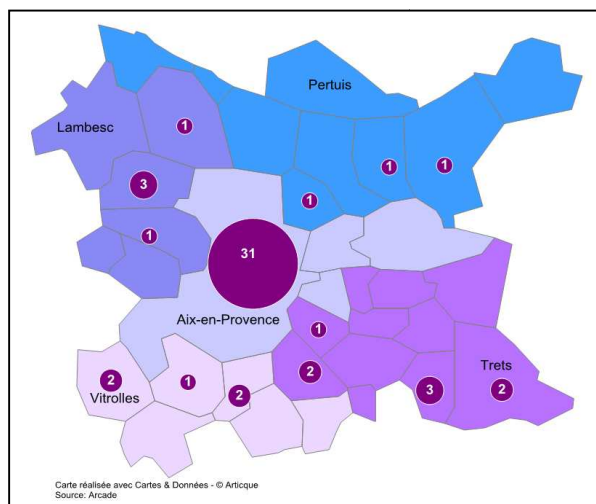 Pertuis
Lambesc
1
1
1
3
1
1
31
Aix-en-Provence
1
2
Vitrolles
1
2
2
Trets
3
2
Carte réalisée avec Cartes & Données - © Articque
Source: Arcade